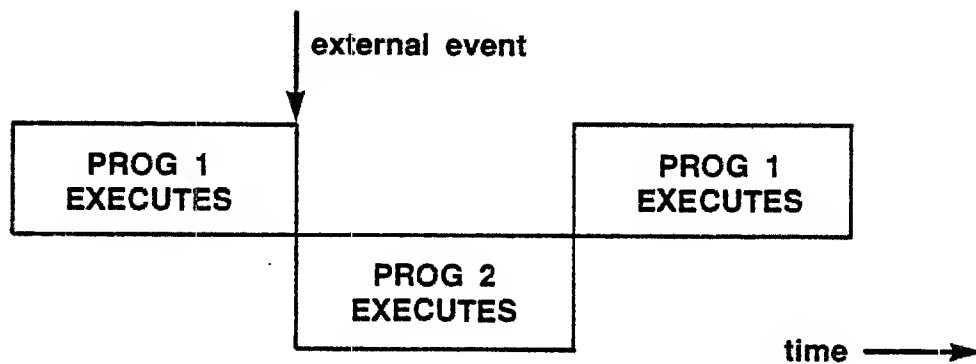 external event
PROG 1
EXECUTES
PROG 1
EXECUTES
PROG 2
EXECUTES
time